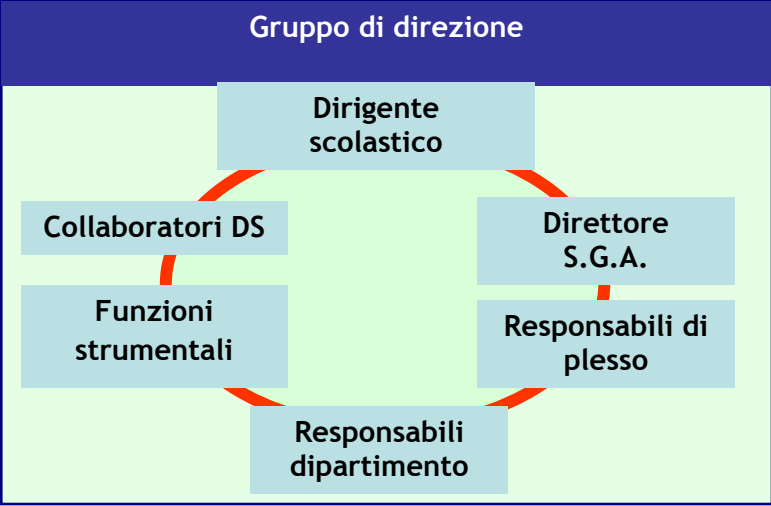 Gruppo di direzione
Dirigente
scolastico
Collaboratori DS
Direttore
S.G.A.
Funzioni
strumentali
Responsabili di
plesso
Responsabili
dipartimento